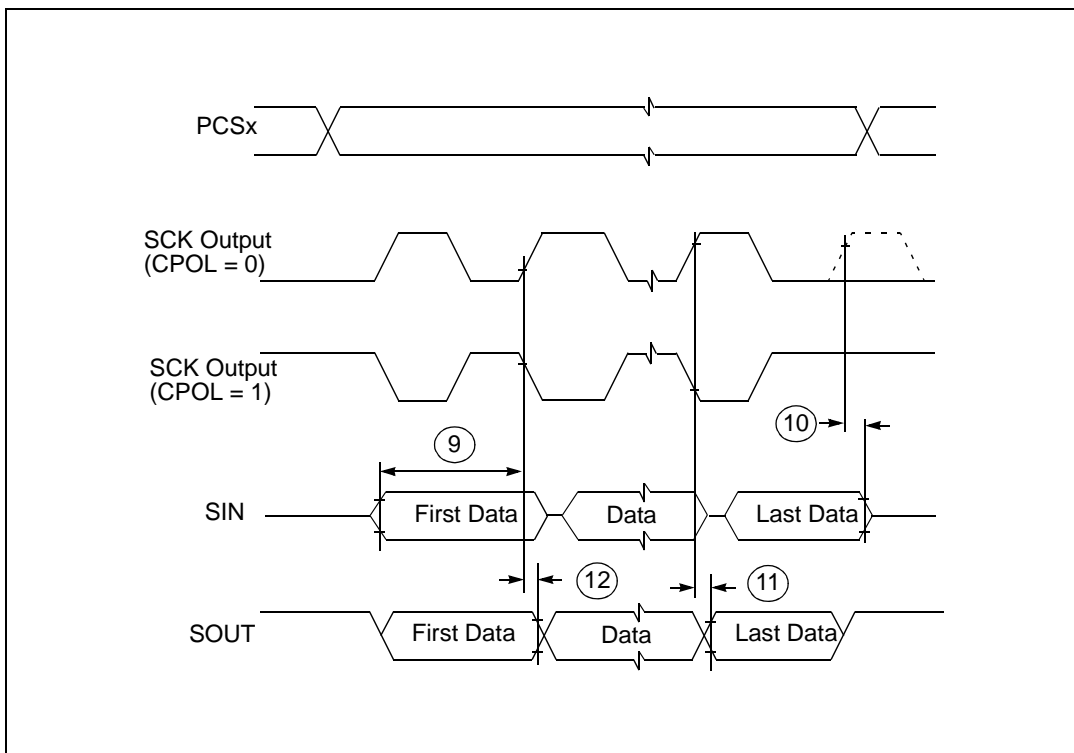 PCSx
SCK Output
(CPOL = 0)
SCK Output
(CPOL = 1)
10
9
SIN
First Data
Data
Last Data
12
11
SOUT
First Data
Data
Last Data